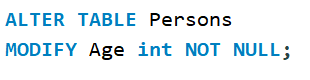 ALTER TABLE Persons
MODIFY Age int NOT NULL;